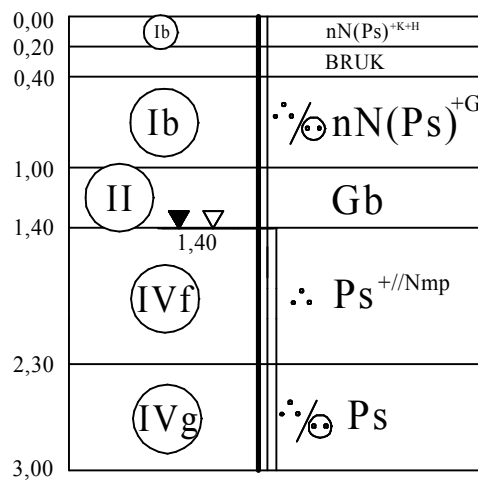 0,00
Ib nN(Ps)+K+H
0,20
BRUK
0,40
Ib nN(Ps)+G
1,00
II Gb
1,40
1,40
IVf Ps+//Nmp
2,30
IVg Ps
3,00